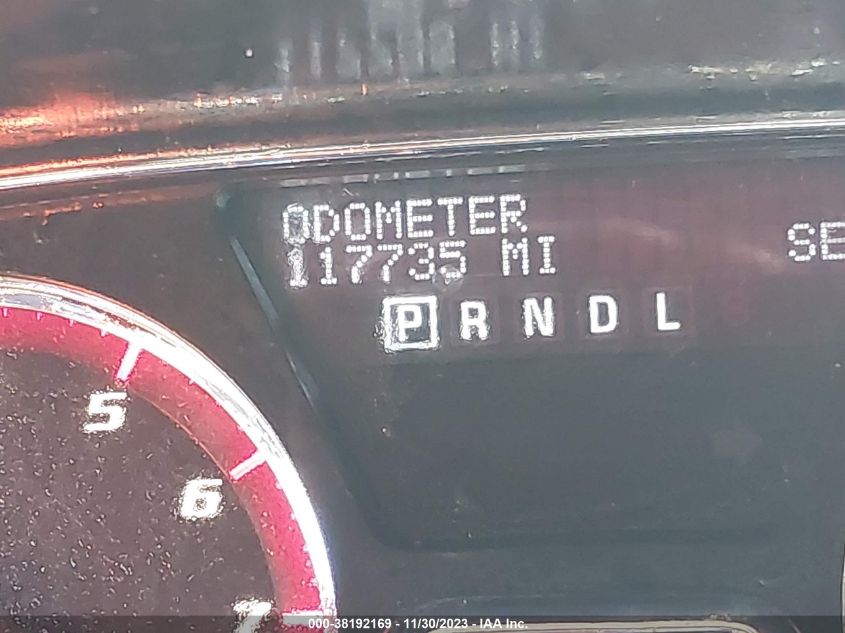 ODOMETER
117735 MI
SE
P R N D L
5
6
7
000-38192169 - 11/30/2023 - IAA Inc.